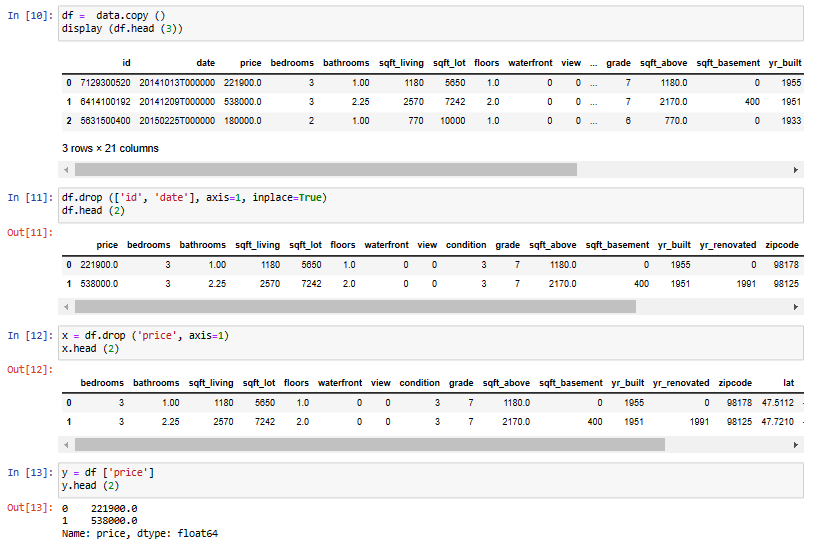 In [10]: df =  data.copy ()
display (df.head (3))
id date price bedrooms bathrooms sqft_living sqft_lot floors waterfront view ... grade sqft_above sqft_basement yr_built
0 7129300520 20141013T000000 221900.0 3 1.00 1180 5650 1.0 0 0 ... 7 1180.0 0 1955
1 6414100192 20141209T000000 538000.0 3 2.25 2570 7242 2.0 0 0 ... 7 2170.0 400 1951
2 5631500400 20150225T000000 180000.0 2 1.00 770 10000 1.0 0 0 ... 6 770.0 0 1933
3 rows × 21 columns
In [11]: df.drop (['id', 'date'], axis=1, inplace=True)
df.head (2)
Out[11]:
price bedrooms bathrooms sqft_living sqft_lot floors waterfront view condition grade sqft_above sqft_basement yr_built yr_renovated zipcode
0 221900.0 3 1.00 1180 5650 1.0 0 0 3 7 1180.0 0 1955 0 98178
1 538000.0 3 2.25 2570 7242 2.0 0 0 3 7 2170.0 400 1951 1991 98125
In [12]: x = df.drop ('price', axis=1)
x.head (2)
Out[12]:
bedrooms bathrooms sqft_living sqft_lot floors waterfront view condition grade sqft_above sqft_basement yr_built yr_renovated zipcode lat
0 3 1.00 1180 5650 1.0 0 0 3 7 1180.0 0 1955 0 98178 47.5112
1 3 2.25 2570 7242 2.0 0 0 3 7 2170.0 400 1951 1991 98125 47.7210
In [13]: y = df ['price']
y.head (2)
Out[13]: 0    221900.0
1    538000.0
Name: price, dtype: float64